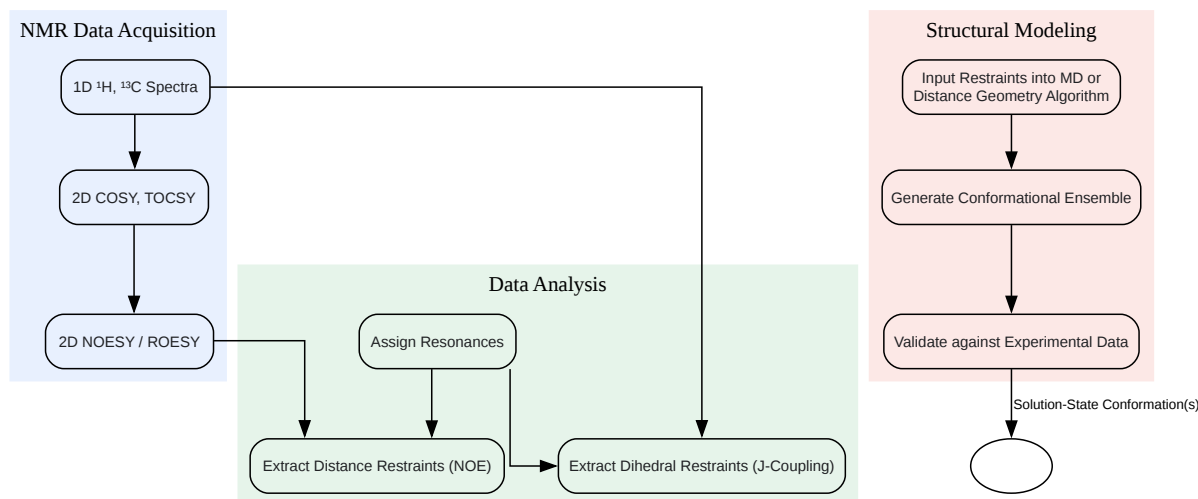 NMR Data Acquisition
1D ¹H, ¹³C Spectra
2D COSY, TOCSY
2D NOESY / ROESY
Data Analysis
Assign Resonances
Extract Distance Restraints (NOE)
Extract Dihedral Restraints (J-Coupling)
Structural Modeling
Input Restraints into MD or
Distance Geometry Algorithm
Generate Conformational Ensemble
Validate against Experimental Data
Solution-State Conformation(s)